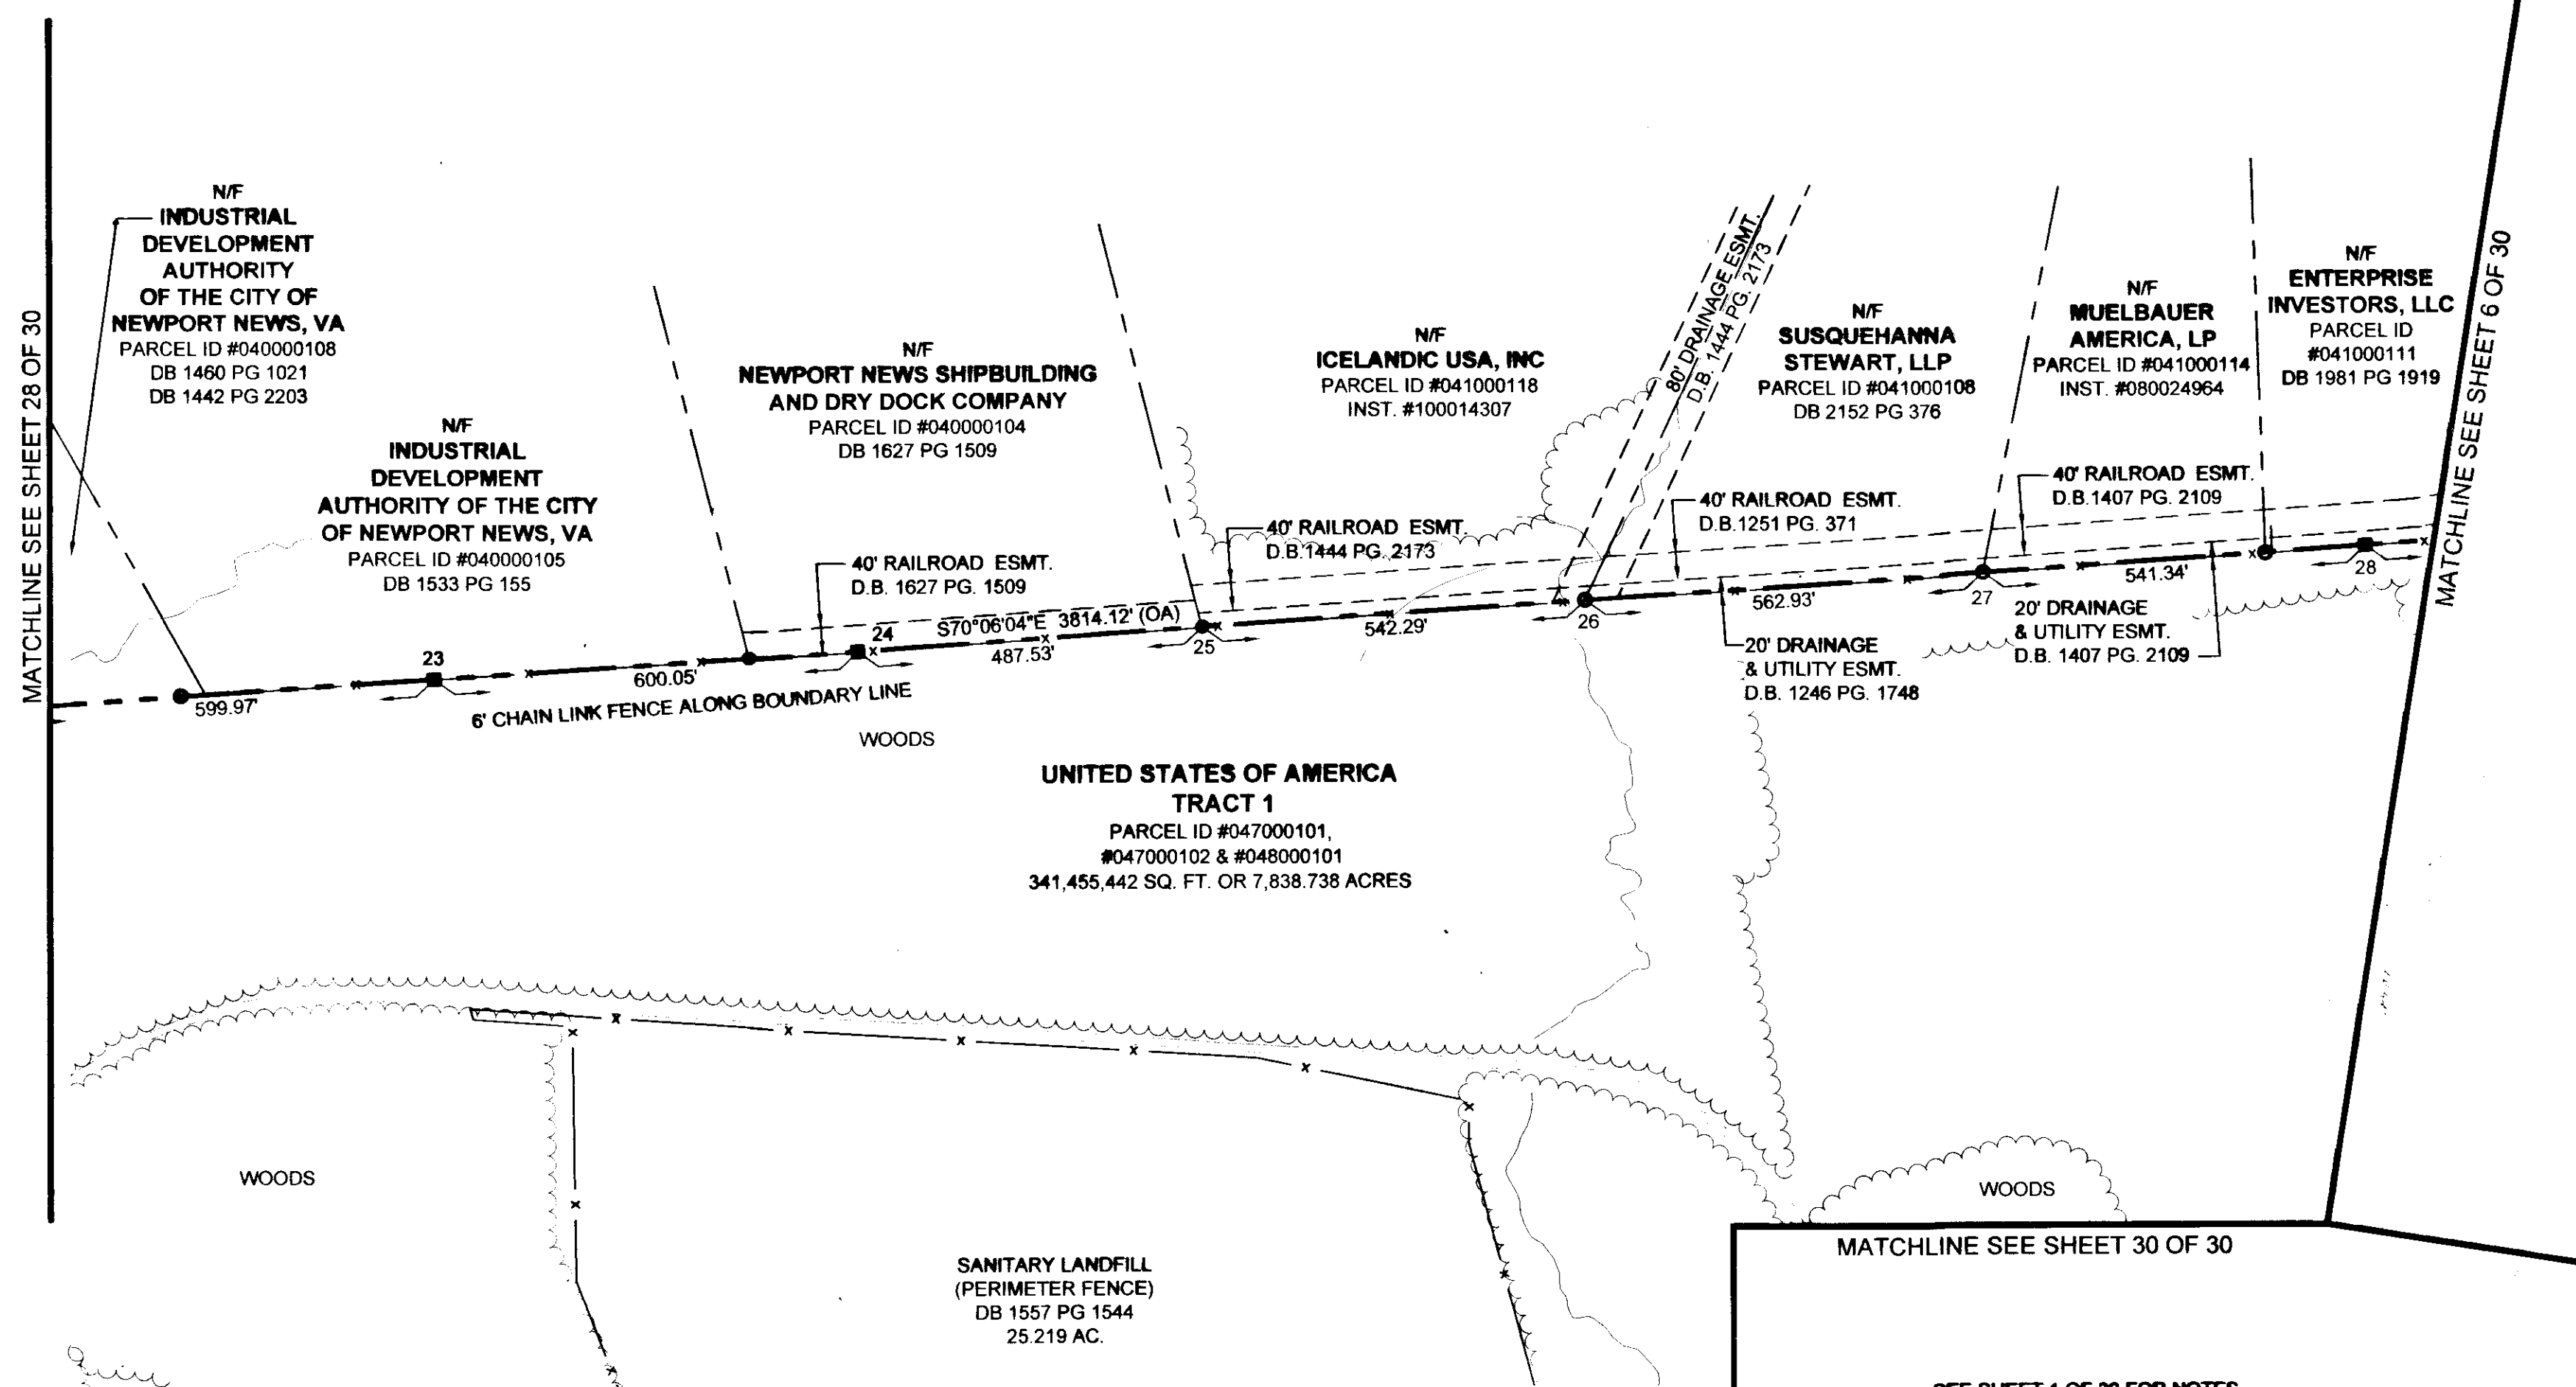 MATCHLINE SEE SHEET 28 OF 30
N/F
INDUSTRIAL
DEVELOPMENT
AUTHORITY
OF THE CITY OF
NEWPORT NEWS, VA
PARCEL ID #040000108
DB 1460 PG 1021
DB 1442 PG 2203
N/F
INDUSTRIAL
DEVELOPMENT
AUTHORITY OF THE CITY
OF NEWPORT NEWS, VA
PARCEL ID #040000105
DB 1533 PG 155
N/F
NEWPORT NEWS SHIPBUILDING
AND DRY DOCK COMPANY
PARCEL ID #040000104
DB 1627 PG 1509
N/F
ICELANDIC USA, INC
PARCEL ID #041000118
INST. #100014307
80' DRAINAGE ESMT.
D.B. 1444 PG. 2173
N/F
SUSQUEHANNA
STEWART, LLP
PARCEL ID #041000108
DB 2152 PG 376
N/F
MUELBAUER
AMERICA, LP
PARCEL ID #041000114
INST. #080024964
N/F
ENTERPRISE
INVESTORS, LLC
PARCEL ID
#041000111
DB 1981 PG 1919
MATCHLINE SEE SHEET 6 OF 30
40' RAILROAD ESMT.
D.B. 1627 PG. 1509
40' RAILROAD ESMT.
D.B.1444 PG. 2173
40' RAILROAD ESMT.
D.B.1251 PG. 371
40' RAILROAD ESMT.
D.B.1407 PG. 2109
S70°06'04"E 3814.12' (OA)
599.97'
23
600.05'
24
487.53'
25
542.29'
26
562.93'
27
541.34'
28
6' CHAIN LINK FENCE ALONG BOUNDARY LINE
20' DRAINAGE
& UTILITY ESMT.
D.B. 1246 PG. 1748
20' DRAINAGE
& UTILITY ESMT.
D.B. 1407 PG. 2109
WOODS
UNITED STATES OF AMERICA
TRACT 1
PARCEL ID #047000101,
#047000102 & #048000101
341,455,442 SQ. FT. OR 7,838.738 ACRES
WOODS
WOODS
SANITARY LANDFILL
(PERIMETER FENCE)
DB 1557 PG 1544
25.219 AC.
MATCHLINE SEE SHEET 30 OF 30